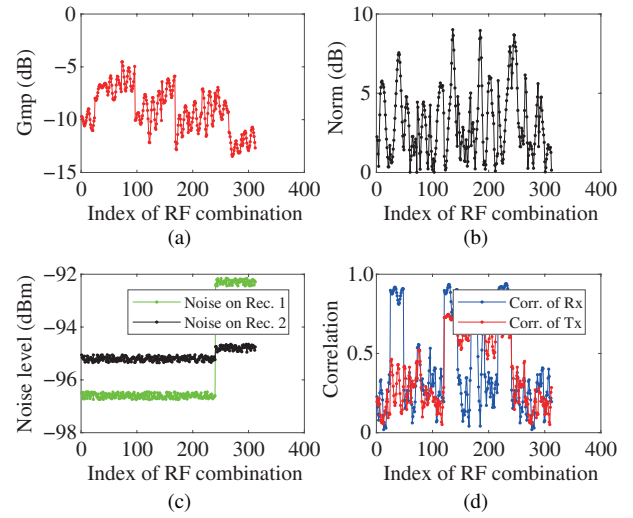 0
−5
−10
−15
Gmp (dB)
0 100 200 300 400
Index of RF combination
(a)
10
5
0
Norm (dB)
0 100 200 300 400
Index of RF combination
(b)
−92
−94
−96
−98
Noise level (dBm)
Noise on Rec. 1
Noise on Rec. 2
0 100 200 300 400
Index of RF combination
(c)
1.0
0.5
0
Correlation
Corr. of Rx
Corr. of Tx
0 100 200 300 400
Index of RF combination
(d)